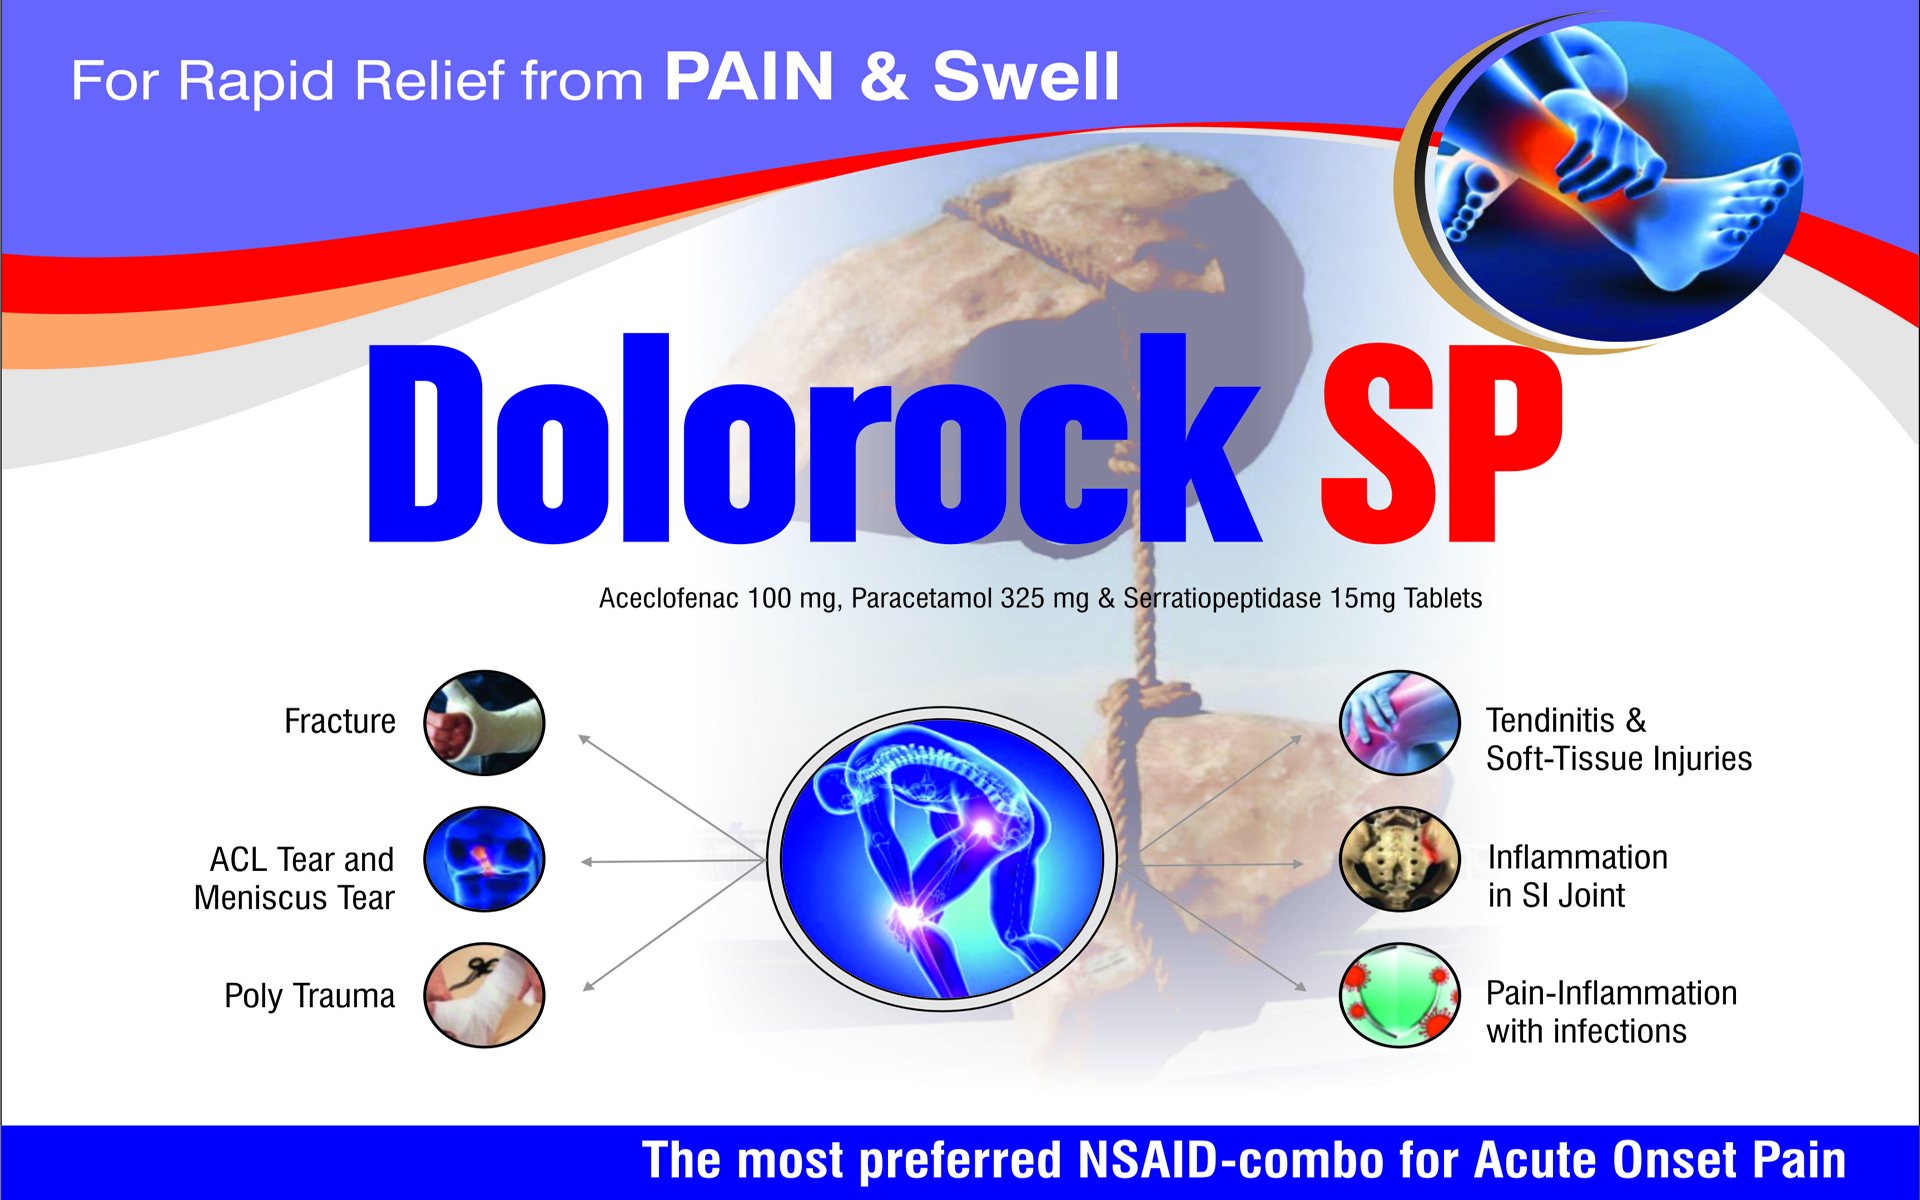 For Rapid Relief from PAIN & Swell
Dolorock SP
Aceclofenac 100 mg, Paracetamol 325 mg & Serratiopeptidase 15mg Tablets
Fracture
ACL Tear and
Meniscus Tear
Poly Trauma
Tendinitis &
Soft-Tissue Injuries
Inflammation
in SI Joint
Pain-Inflammation
with infections
The most preferred NSAID-combo for Acute Onset Pain